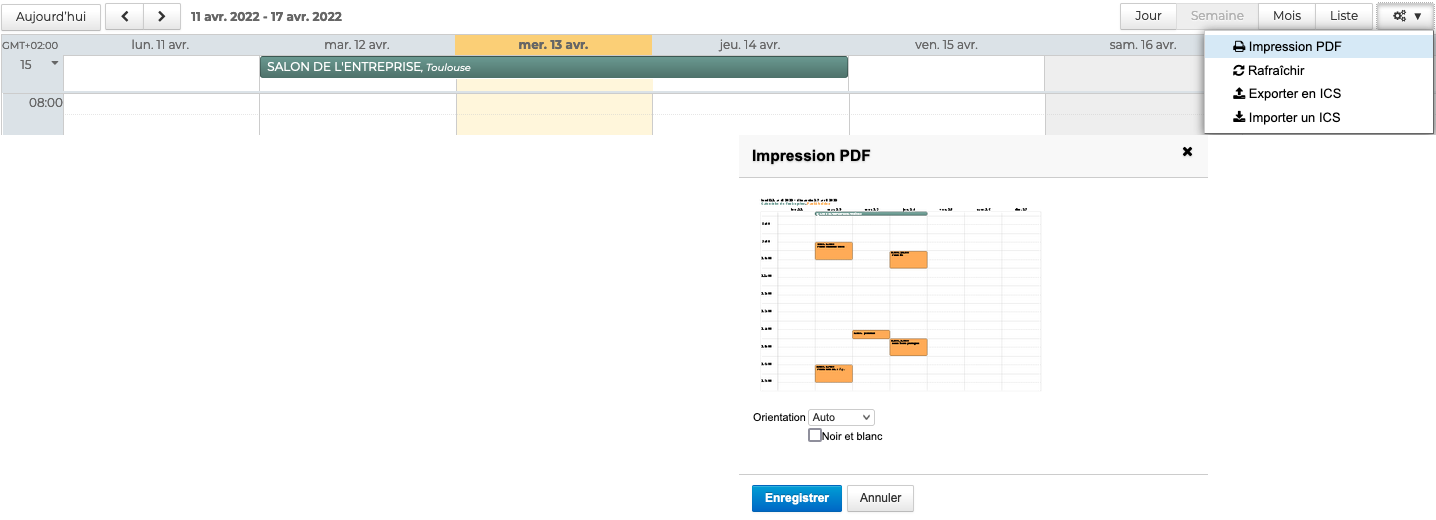 Aujourd'hui
11 avr. 2022 - 17 avr. 2022
Jour Semaine Mois Liste
GMT+02:00 lun. 11 avr. mar. 12 avr. mer. 13 avr. jeu. 14 avr. ven. 15 avr. sam. 16 avr.
15
SALON DE L'ENTREPRISE, Toulouse
08:00
Impression PDF
Rafraîchir
Exporter en ICS
Importer un ICS
Impression PDF
Orientation Auto
Noir et blanc
Enregistrer Annuler